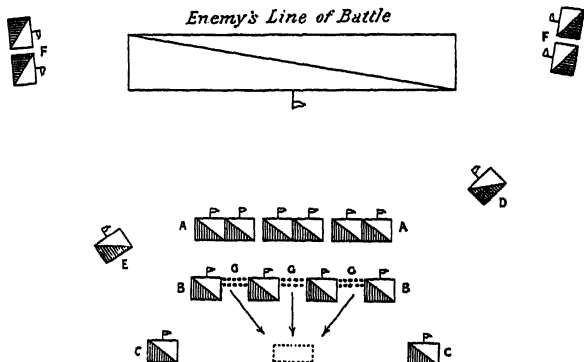 Enemy's Line of Battle
F F
D
A A
E
G G G
B B
C C